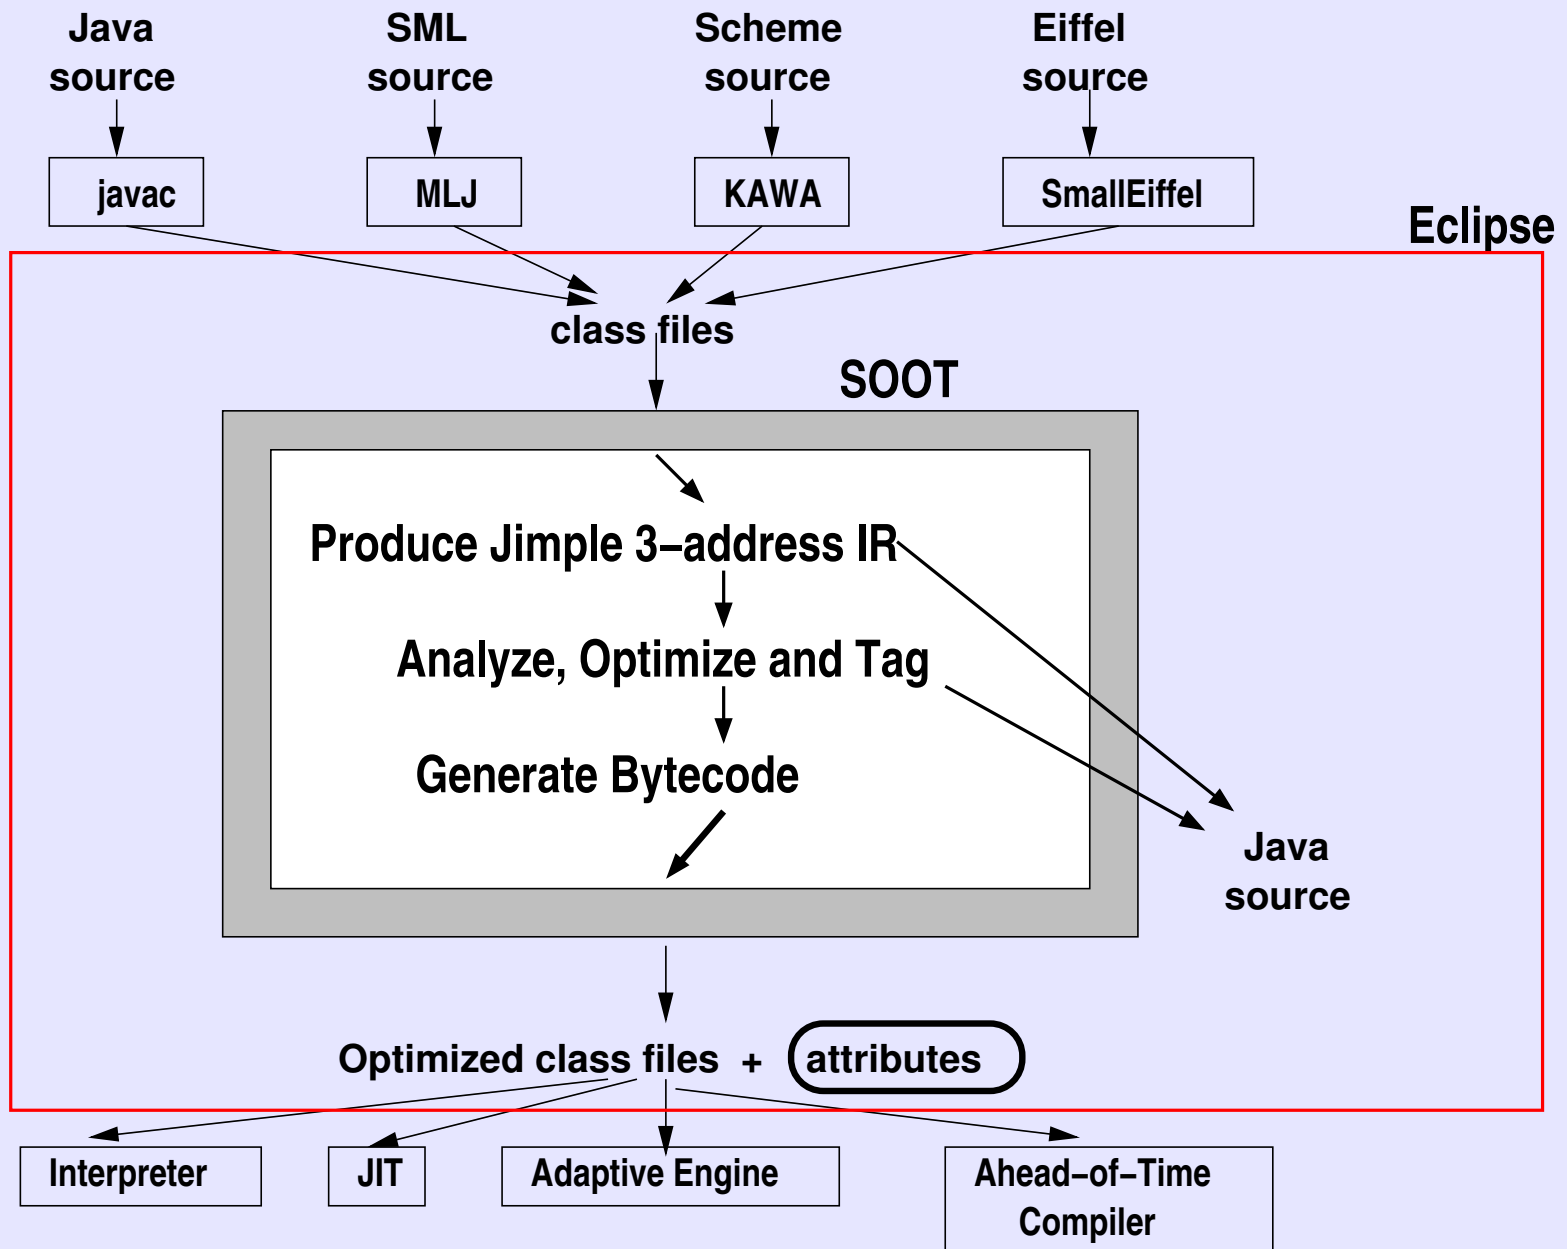 Java
source
SML
source
Scheme
source
Eiffel
source
javac
MLJ
KAWA
SmallEiffel
Eclipse
class files
SOOT
Produce Jimple 3−address IR
Analyze, Optimize and Tag
Generate Bytecode
Java
source
Optimized class files + attributes
Interpreter
JIT
Adaptive Engine
Ahead−of−Time
Compiler